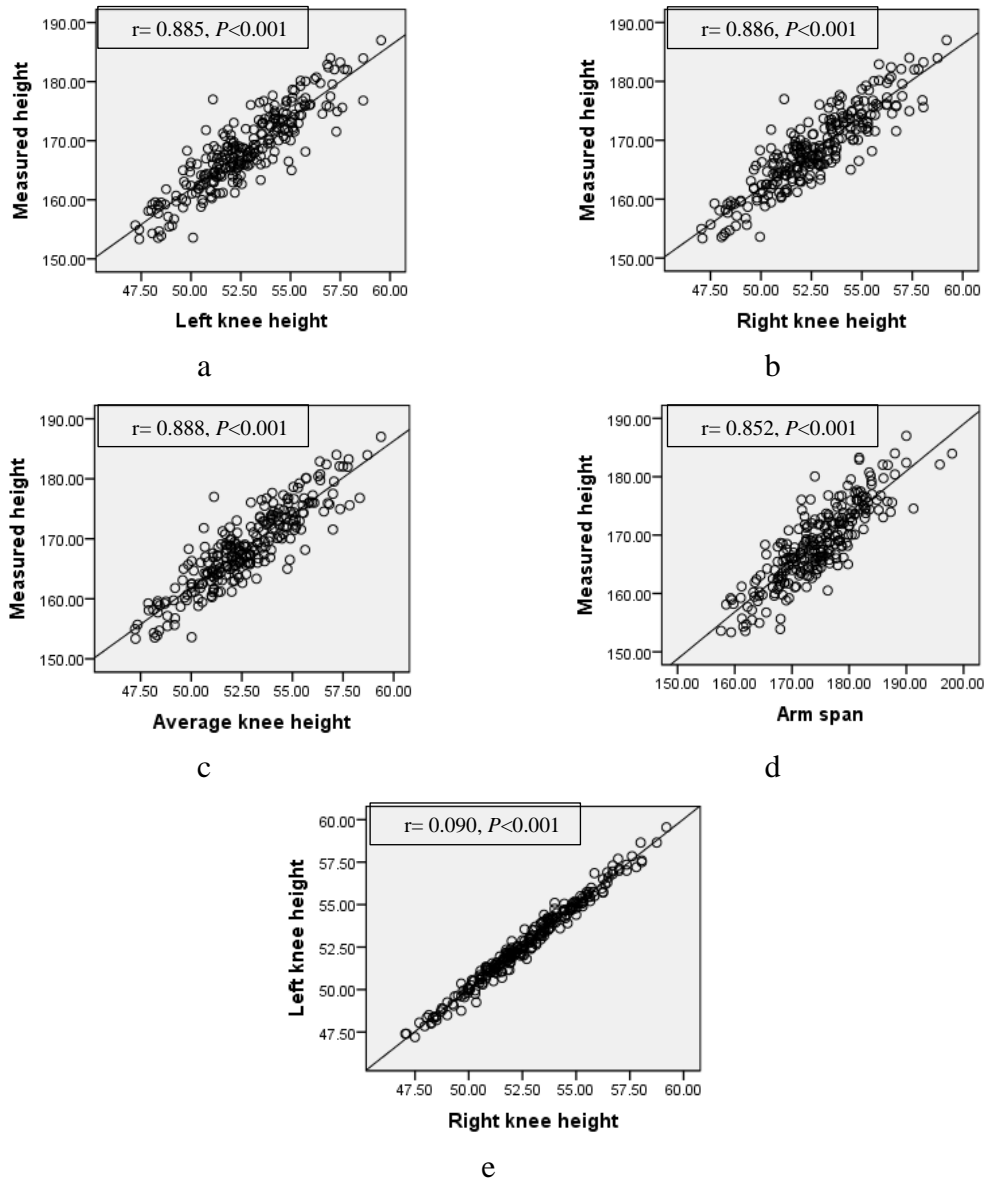 r= 0.885, P<0.001
190.00
180.00
170.00
160.00
150.00
Measured height
47.50 50.00 52.50 55.00 57.50 60.00
Left knee height
a
r= 0.886, P<0.001
190.00
180.00
170.00
160.00
150.00
Measured height
47.50 50.00 52.50 55.00 57.50 60.00
Right knee height
b
r= 0.888, P<0.001
190.00
180.00
170.00
160.00
150.00
Measured height
47.50 50.00 52.50 55.00 57.50 60.00
Average knee height
c
r= 0.852, P<0.001
190.00
180.00
170.00
160.00
150.00
Measured height
150.00 160.00 170.00 180.00 190.00 200.00
Arm span
d
r= 0.090, P<0.001
60.00
57.50
55.00
52.50
50.00
47.50
Left knee height
47.50 50.00 52.50 55.00 57.50 60.00
Right knee height
e